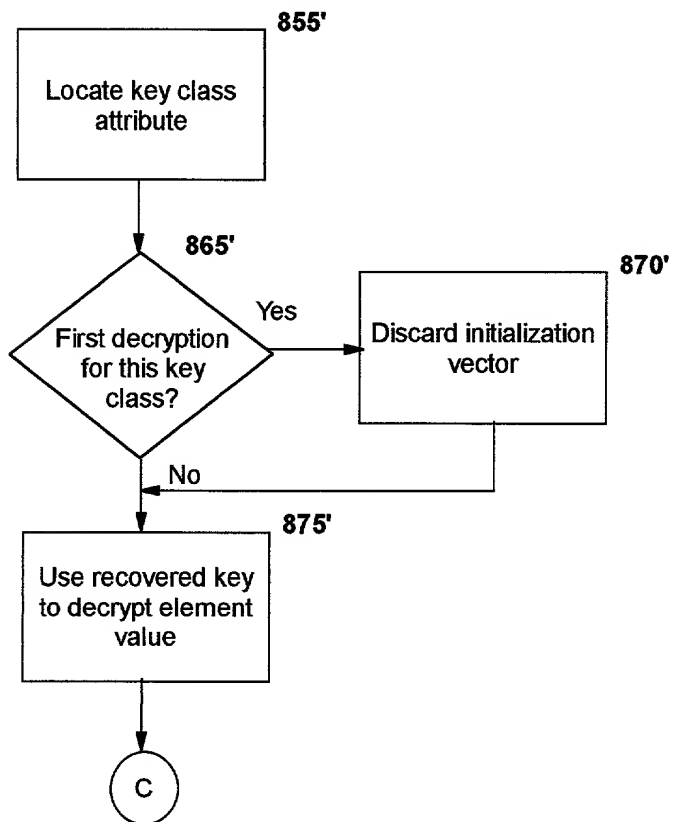 855'
Locate key class
attribute
865'
870'
Yes
First decryption
for this key
class?
Discard initialization
vector
No
875'
Use recovered key
to decrypt element
value
C